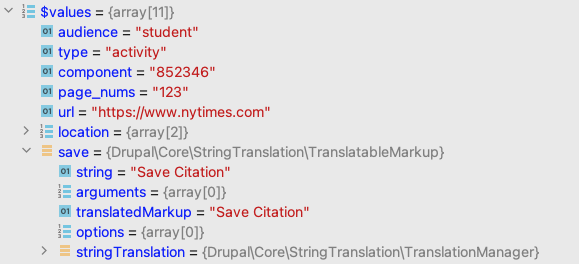 $values = {array[11]}
01 audience = "student"
01 type = "activity"
01 component = "852346"
01 page_nums = "123"
01 url = "https://www.nytimes.com"
location = {array[2]}
save = {Drupal\Core\StringTranslation\TranslatableMarkup}
01 string = "Save Citation"
arguments = {array[0]}
01 translatedMarkup = "Save Citation"
options = {array[0]}
stringTranslation = {Drupal\Core\StringTranslation\TranslationManager}